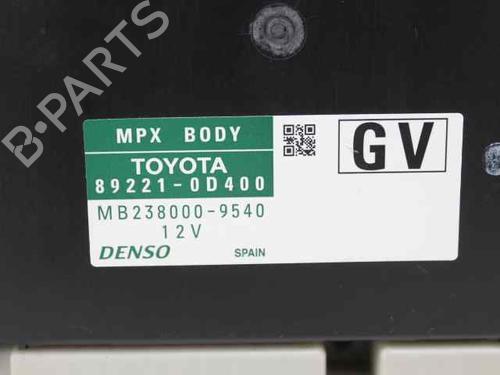 B-PARTS
MPX BODY
TOYOTA
89221-0D400
MB238000-9540
12V
DENSO
SPAIN
GV